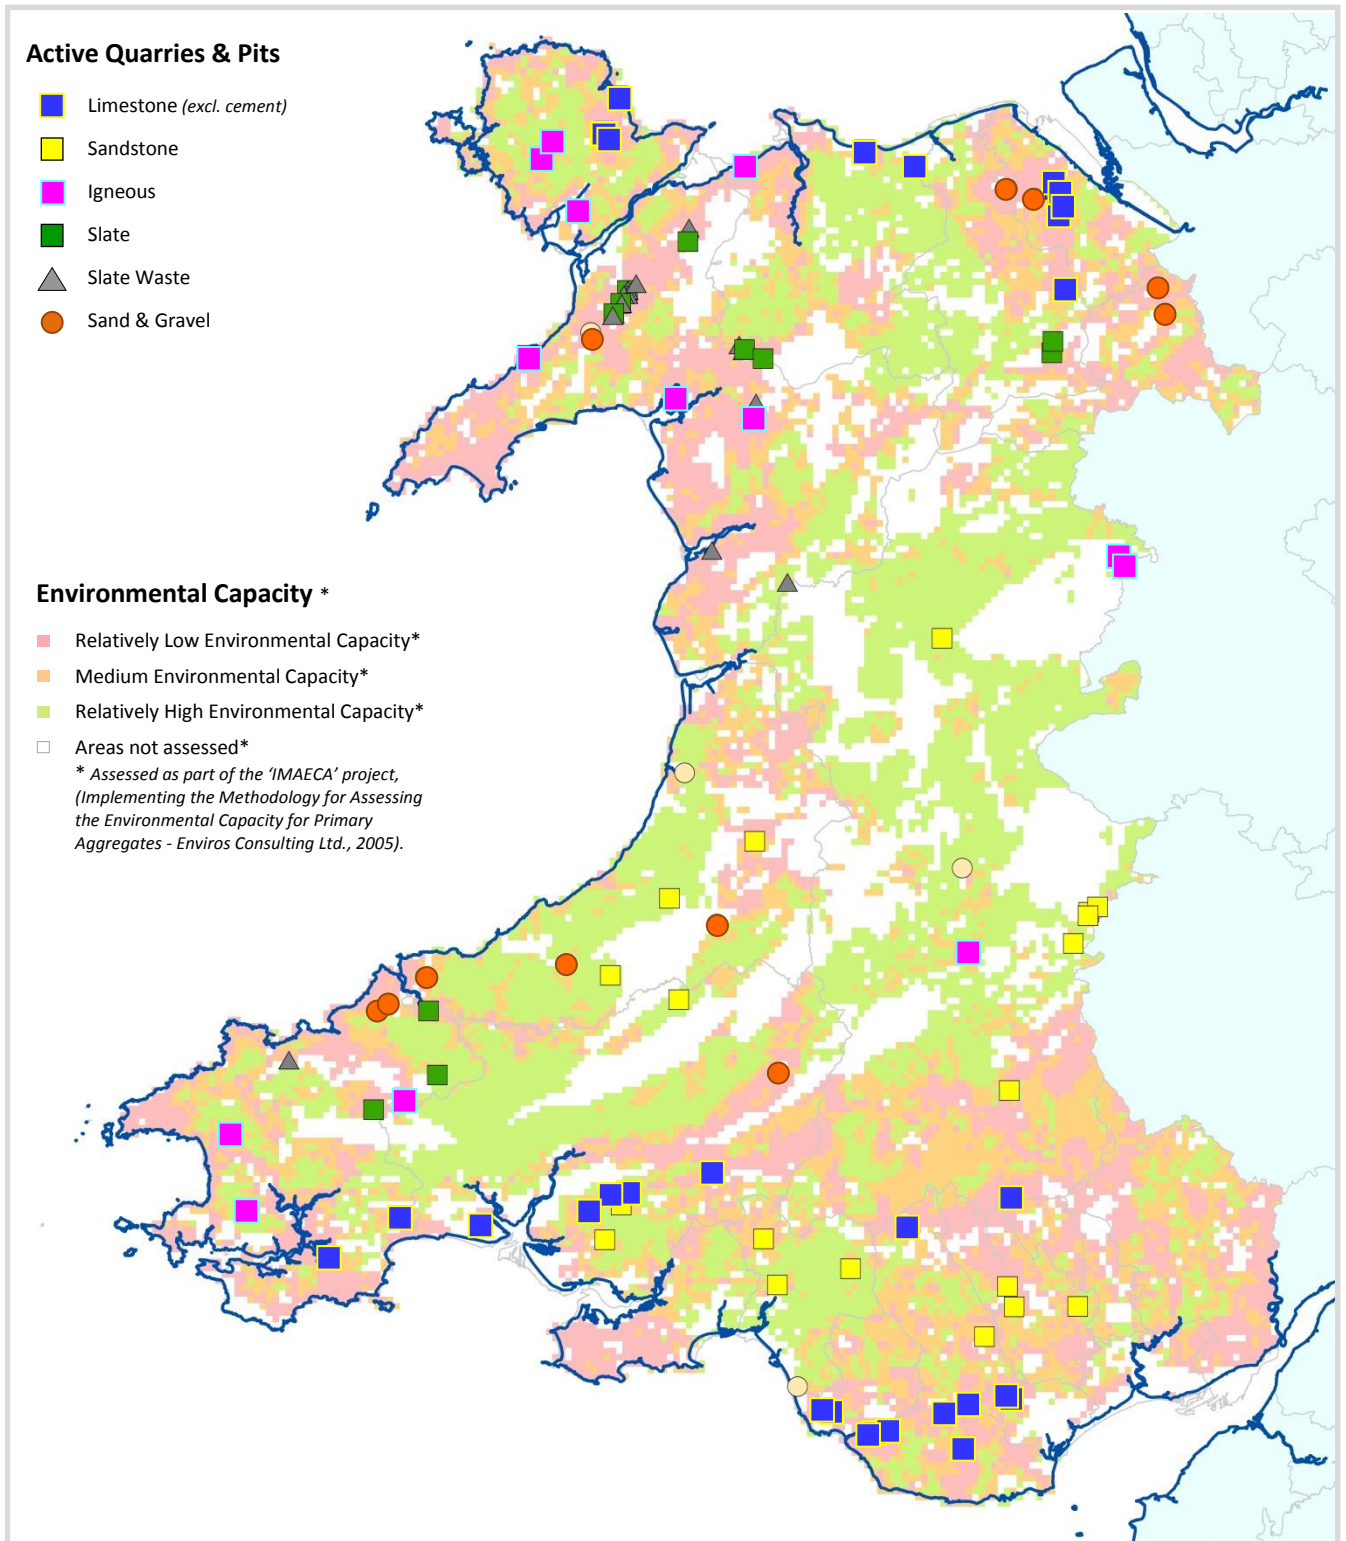 Active Quarries & Pits
Limestone (excl. cement)
Sandstone
Igneous
Slate
Slate Waste
Sand & Gravel
Environmental Capacity *
Relatively Low Environmental Capacity*
Medium Environmental Capacity*
Relatively High Environmental Capacity*
Areas not assessed*
* Assessed as part of the ‘IMAECA’ project,
(Implementing the Methodology for Assessing
the Environmental Capacity for Primary
Aggregates - Enviros Consulting Ltd., 2005).